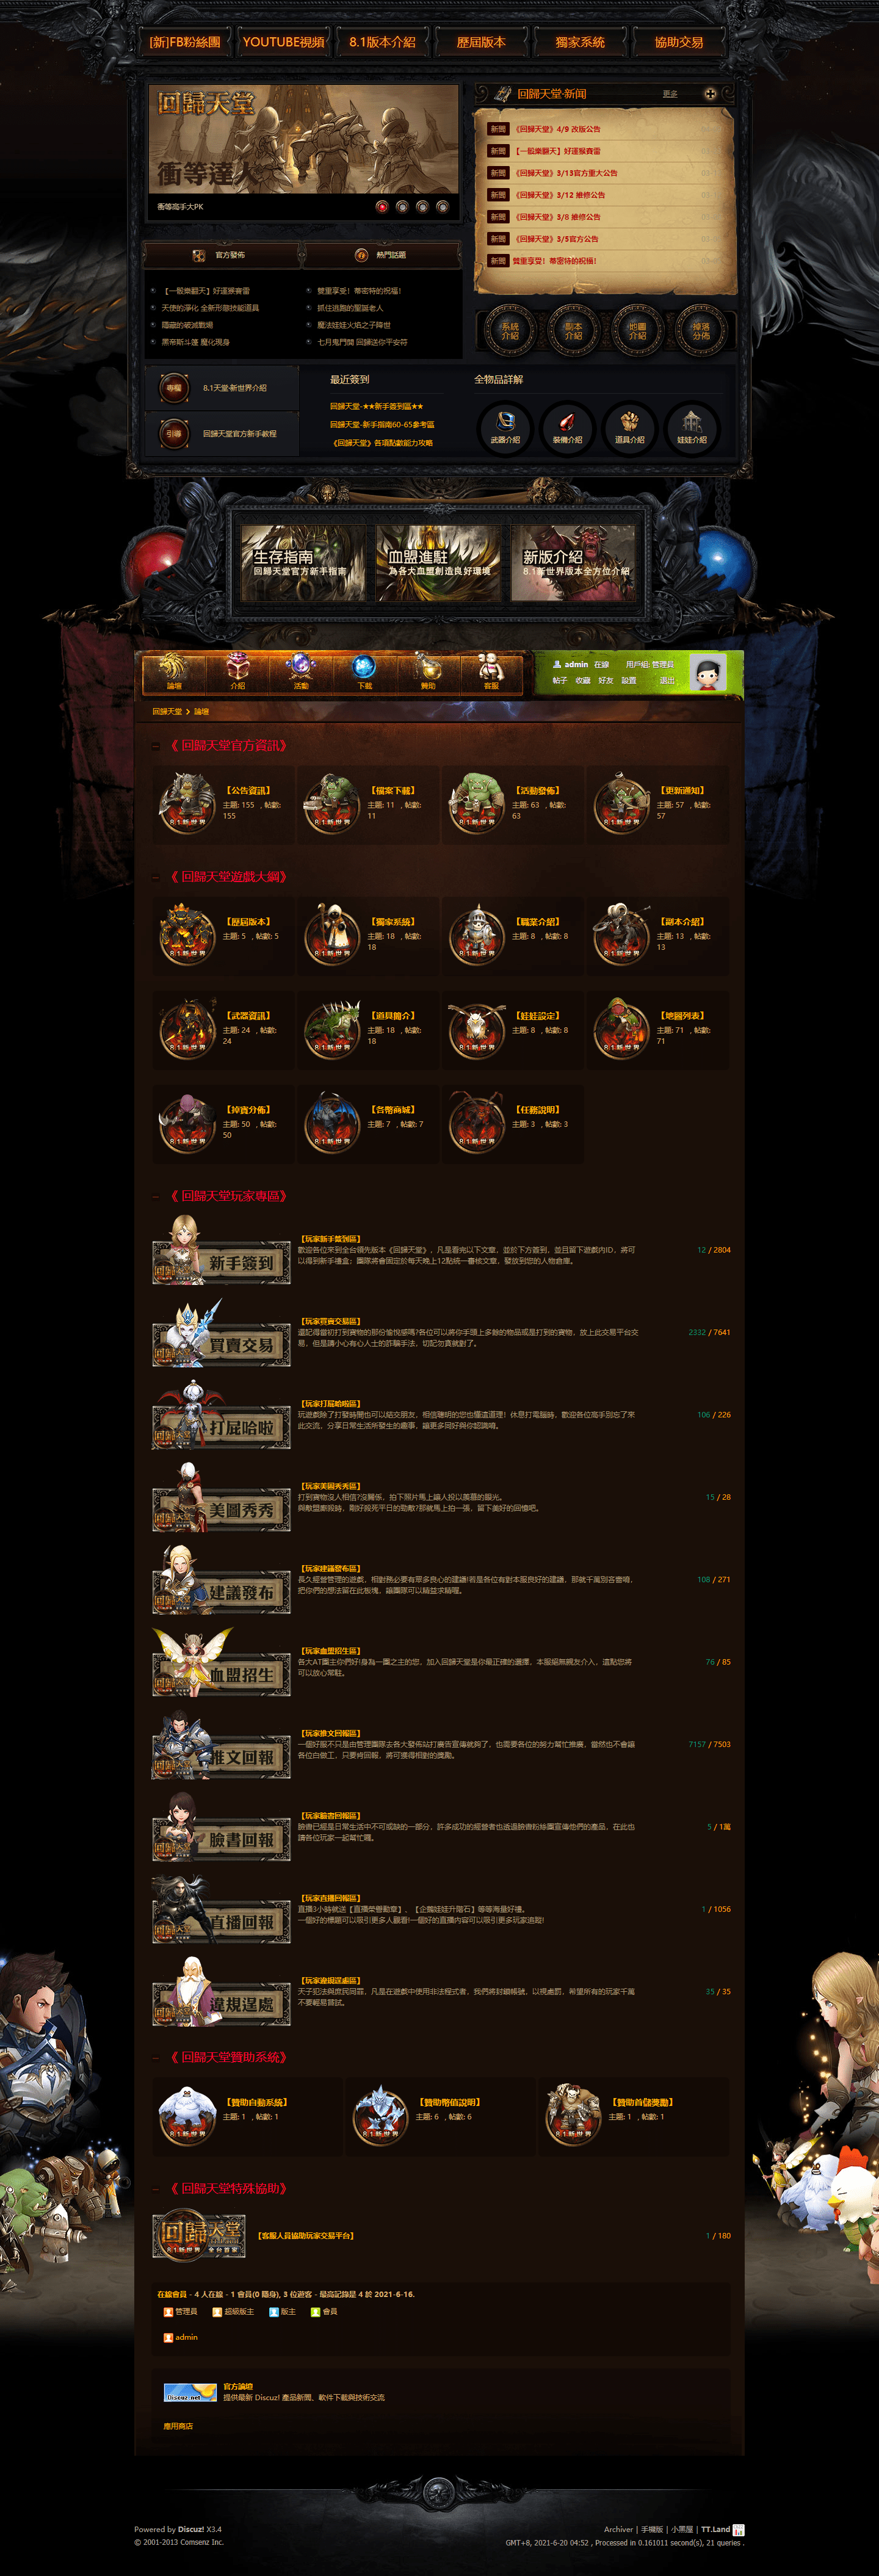 [新]FB粉絲團
YOUTUBE視頻
8.1版本介紹
歷屆版本
獨家系統
協助交易
回歸天堂
衝等達人
衝等高手大PK
回歸天堂·新闻
更多
新聞 《回歸天堂》4/9 改版公告
新聞 【一骰樂翻天】好運猴賽雷
新聞 《回歸天堂》3/13官方重大公告
新聞 《回歸天堂》3/12 維修公告
新聞 《回歸天堂》3/8 維修公告
新聞 《回歸天堂》3/5官方公告
新聞 雙重享受！蒂密特的祝福！
官方發佈
熱門話題
【一骰樂翻天】好運猴賽雷
天使的淨化 全新形態技能道具
隱藏的破滅戰場
黑帝斯斗篷 魔化現身
雙重享受！蒂密特的祝福！
抓住逃跑的聖誕老人
魔法娃娃火焰之子降世
七月鬼門開 回歸送你平安符
系統
介紹
副本
介紹
地圖
介紹
掉落
分佈
專欄
8.1天堂·新世界介紹
引導
回歸天堂官方新手教程
最近簽到
回歸天堂-★★新手簽到區★★
回歸天堂-新手指南60-65參考區
《回歸天堂》各項點數能力攻略
全物品詳解
武器介紹
裝備介紹
道具介紹
娃娃介紹
生存指南
回歸天堂官方新手指南
血盟進駐
為各大血盟創造良好環境
新版介紹
8.1新世界版本全方位介紹
論壇
介紹
活動
下載
贊助
客服
admin 在線 用戶組: 管理員
帖子 收藏 好友 設置 退出
回歸天堂 › 論壇
《 回歸天堂官方資訊》
【公告資訊】
主題: 155 , 帖數:
155
【檔案下載】
主題: 11 , 帖數:
11
【活動發佈】
主題: 63 , 帖數:
63
【更新通知】
主題: 57 , 帖數:
57
《 回歸天堂遊戲大綱》
【歷屆版本】
主題: 5 , 帖數: 5
【獨家系統】
主題: 18 , 帖數:
18
【職業介紹】
主題: 8 , 帖數: 8
【副本介紹】
主題: 13 , 帖數:
13
【武器資訊】
主題: 24 , 帖數:
24
【道具簡介】
主題: 18 , 帖數:
18
【娃娃設定】
主題: 8 , 帖數: 8
【地圖列表】
主題: 71 , 帖數:
71
【掉寶分佈】
主題: 50 , 帖數:
50
【各幣商城】
主題: 7 , 帖數: 7
【任務說明】
主題: 3 , 帖數: 3
《 回歸天堂玩家專區》
新手簽到
【玩家新手簽到區】
歡迎各位來到全台領先版本《回歸天堂》，凡是看完以下文章，並於下方簽到，並且留下遊戲內ID，將可
以得到新手禮盒；團隊將會固定於每天晚上12點統一審核文章，發放到您的人物倉庫。
12 / 2804
買賣交易
【玩家買賣交易區】
還記得當初打到寶物的那份愉悅感嗎?各位可以將你手頭上多餘的物品或是打到的寶物，放上此交易平台交
易，但是請小心有心人士的詐騙手法，切記勿貪就對了。
2332 / 7641
打屁哈啦
【玩家打屁哈啦區】
玩遊戲除了打發時間也可以結交朋友，相信聰明的您也懂這道理！休息打電腦時，歡迎各位高手別忘了來
此交流，分享日常生活所發生的趣事，讓更多同好與你認識唷。
106 / 226
美圖秀秀
【玩家美圖秀秀區】
打到寶物沒人相信?沒關係，拍下照片馬上讓人投以羨慕的眼光。
與敵盟廝殺時，剛好殺死平日的勁敵?那就馬上拍一張，留下美好的回憶吧。
15 / 28
建議發布
【玩家建議發布區】
長久經營管理的遊戲，相對務必要有眾多良心的建議!若是各位有對本服良好的建議，那就千萬別吝嗇唷，
把你們的想法留在此板塊，讓團隊可以精益求精喔。
108 / 271
血盟招生
【玩家血盟招生區】
各大AT團主你們好!身為一團之主的您，加入回歸天堂是你最正確的選擇，本服絕無親友介入，這點您將
可以放心常駐。
76 / 85
推文回報
【玩家推文回報區】
一個好服不只是由管理團隊去各大發佈站打廣告宣傳就夠了，也需要各位的努力幫忙推廣，當然也不會讓
各位白做工，只要肯回報，將可獲得相對的獎勵。
7157 / 7503
臉書回報
【玩家臉書回報區】
臉書已經是日常生活中不可或缺的一部分，許多成功的經營者也透過臉書粉絲團宣傳他們的產品，在此也
請各位玩家一起幫忙囉。
5 / 1萬
直播回報
【玩家直播回報區】
直播3小時就送【直播榮譽勳章】、【企鵝娃娃升階石】等等海量好禮。
一個好的標題可以吸引更多人觀看!一個好的直播內容可以吸引更多玩家追蹤!
1 / 1056
違規逞處
【玩家違規逞處區】
天子犯法與庶民同罪，凡是在遊戲中使用非法程式者，我們將封鎖帳號，以視處罰，希望所有的玩家千萬
不要輕易嘗試。
35 / 35
《 回歸天堂贊助系統》
【贊助自動系統】
主題: 1 , 帖數: 1
【贊助幣值說明】
主題: 6 , 帖數: 6
【贊助首儲獎勵】
主題: 1 , 帖數: 1
《 回歸天堂特殊協助》
回歸天堂
8.1新世界 全台首家
【客服人員協助玩家交易平台】
1 / 180
在線會員 - 4 人在線 - 1 會員(0 隱身), 3 位遊客 - 最高記錄是 4 於 2021-6-16.
管理員 超級版主 版主 會員
admin
Discuz!.net
官方論壇
提供最新 Discuz! 產品新聞、軟件下載與技術交流
應用商店
Powered by Discuz! X3.4
© 2001-2013 Comsenz Inc.
Archiver | 手機版 | 小黑屋 | TT.Land
GMT+8, 2021-6-20 04:52 , Processed in 0.161011 second(s), 21 queries .